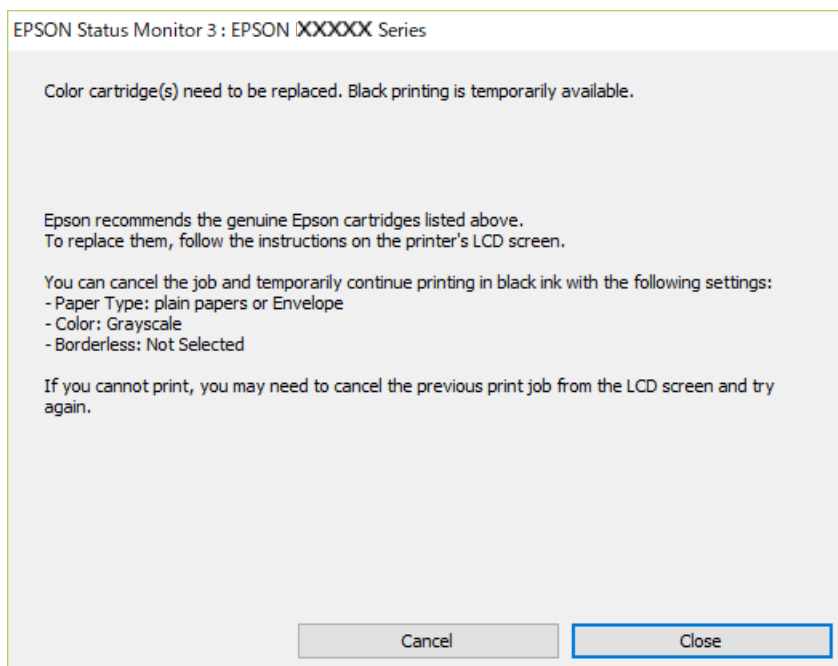 EPSON Status Monitor 3 : EPSON XXXXX Series
Color cartridge(s) need to be replaced. Black printing is temporarily available.
Epson recommends the genuine Epson cartridges listed above.
To replace them, follow the instructions on the printer's LCD screen.
You can cancel the job and temporarily continue printing in black ink with the following settings:
- Paper Type: plain papers or Envelope
- Color: Grayscale
- Borderless: Not Selected
If you cannot print, you may need to cancel the previous print job from the LCD screen and try
again.
Cancel
Close